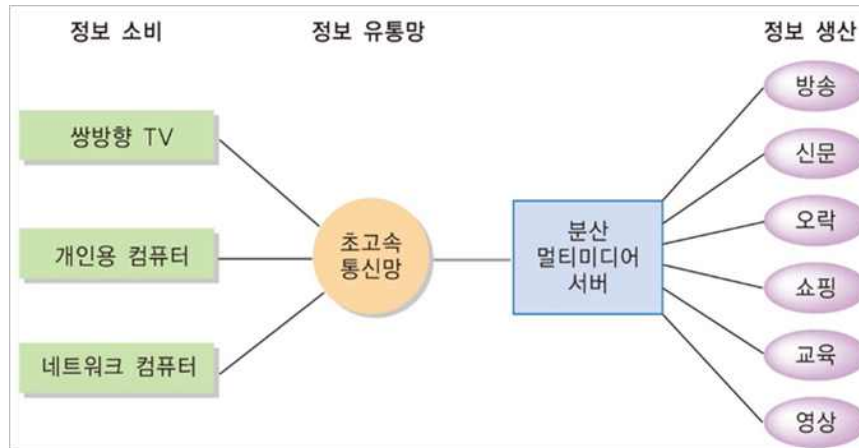 정보 소비
정보 유통망
정보 생산
쌍방향 TV
개인용 컴퓨터
네트워크 컴퓨터
초고속
통신망
분산
멀티미디어
서버
방송
신문
오락
쇼핑
교육
영상